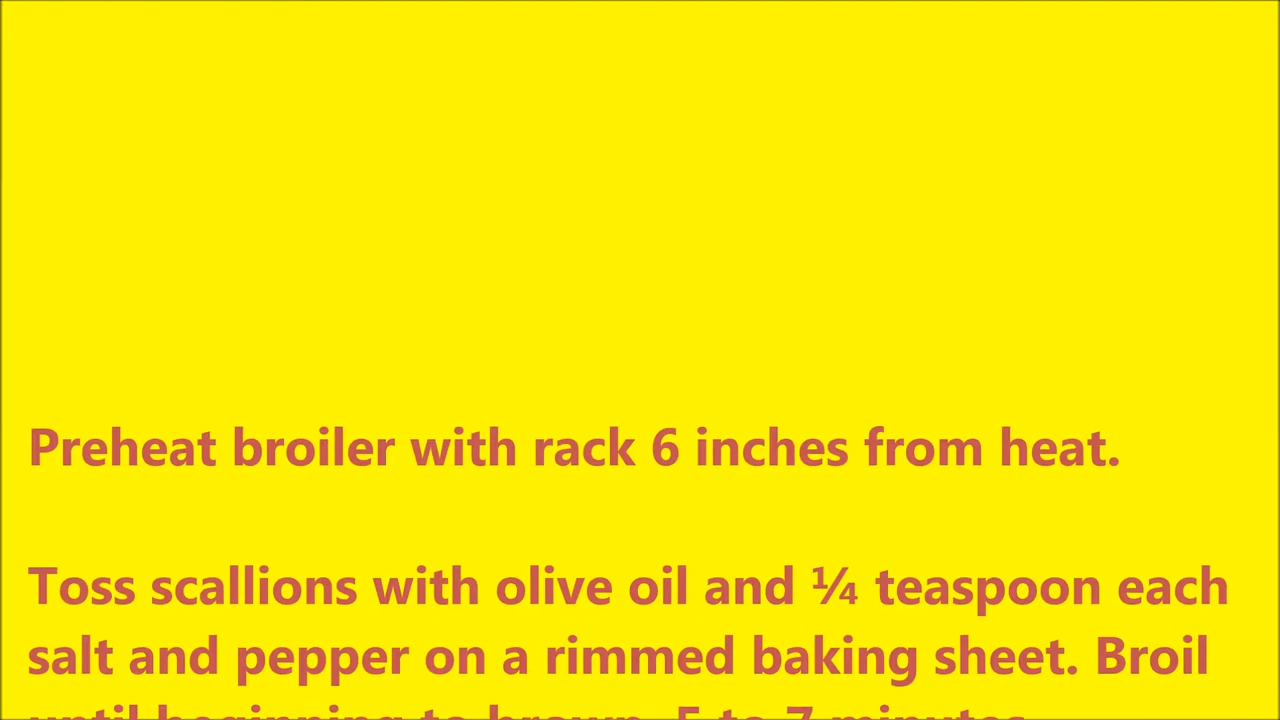 Preheat broiler with rack 6 inches from heat.
Toss scallions with olive oil and ¼ teaspoon each
salt and pepper on a rimmed baking sheet. Broil
until beginning to brown, 5 to 7 minutes